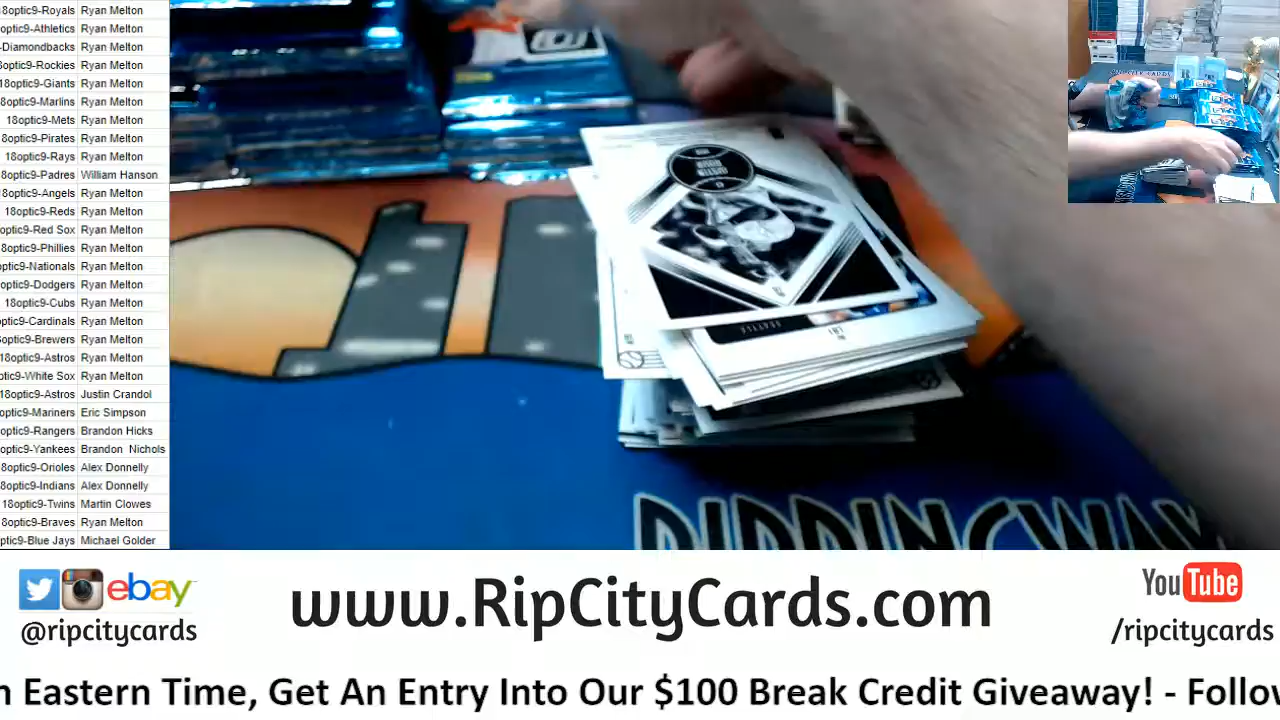 8optic9-Royals Ryan Melton
optic9-Athletics Ryan Melton
-Diamondbacks Ryan Melton
optic9-Rockies Ryan Melton
8optic9-Giants Ryan Melton
8optic9-Marlins Ryan Melton
18optic9-Mets Ryan Melton
8optic9-Pirates Ryan Melton
18optic9-Rays Ryan Melton
8optic9-Padres William Hanson
8optic9-Angels Ryan Melton
18optic9-Reds Ryan Melton
8optic9-Red Sox Ryan Melton
8optic9-Phillies Ryan Melton
optic9-Nationals Ryan Melton
8optic9-Dodgers Ryan Melton
18optic9-Cubs Ryan Melton
optic9-Cardinals Ryan Melton
8optic9-Brewers Ryan Melton
18optic9-Astros Ryan Melton
optic9-White Sox Ryan Melton
18optic9-Astros Justin Crandol
optic9-Mariners Eric Simpson
optic9-Rangers Brandon Hicks
optic9-Yankees Brandon Nichols
8optic9-Orioles Alex Donnelly
8optic9-Indians Alex Donnelly
18optic9-Twins Martin Clowes
8optic9-Braves Ryan Melton
ptic9-Blue Jays Michael Golder
SEATTLE
ebay
@ripcitycards
www.RipCityCards.com
YouTube
/ripcitycards
n Eastern Time, Get An Entry Into Our $100 Break Credit Giveaway! - Follow